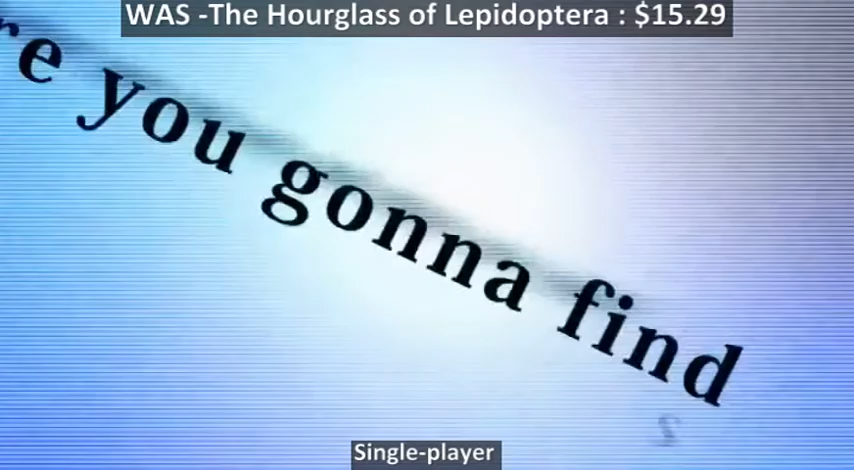 WAS -The Hourglass of Lepidoptera : $15.29
re you gonna find
s
Single-player